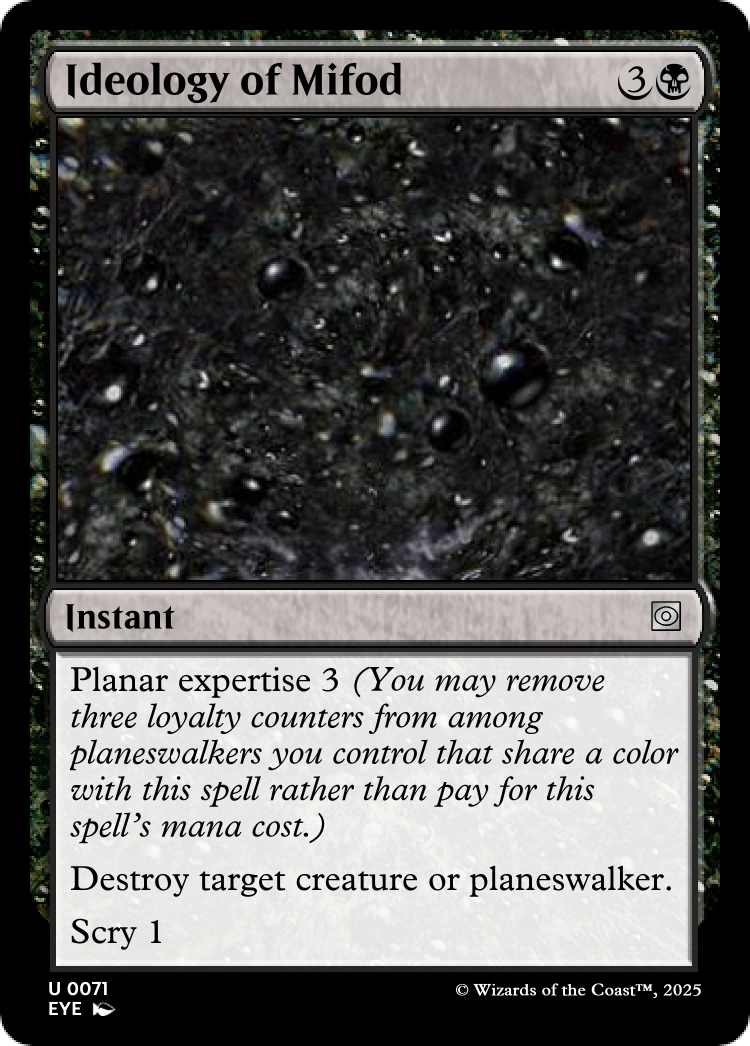 Ideology of Mifod 3
Instant
Planar expertise 3 (You may remove
three loyalty counters from among
planeswalkers you control that share a color
with this spell rather than pay for this
spell's mana cost.)
Destroy target creature or planeswalker.
Scry 1
U 0071
EYE
© Wizards of the Coast™, 2025